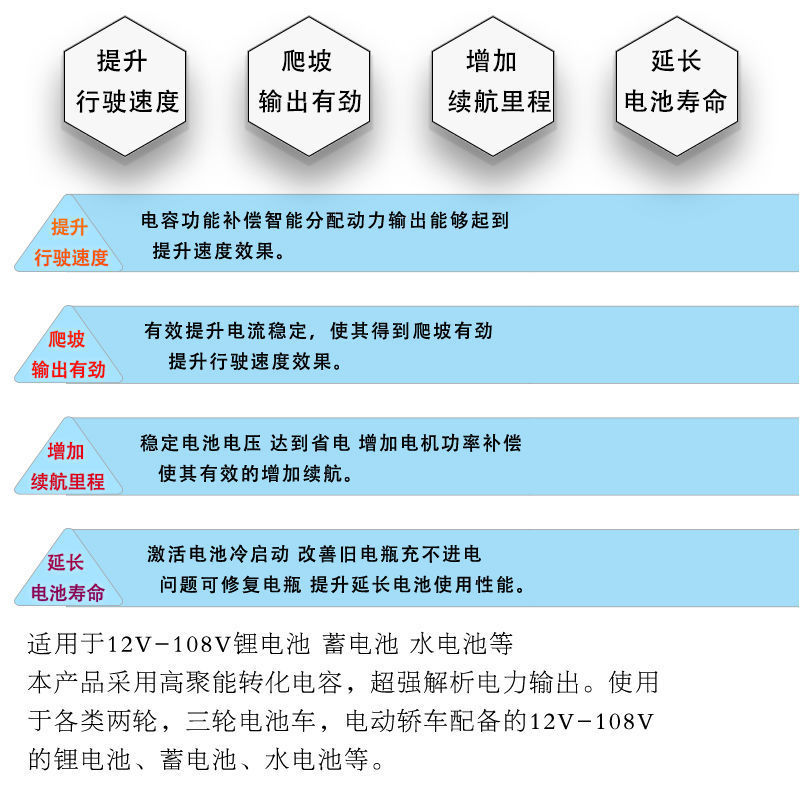 提升
行驶速度
爬坡
输出有劲
增加
续航里程
延长
电池寿命
提升
行驶速度
电容功能补偿智能分配动力输出能够起到
提升速度效果。
爬坡
输出有劲
有效提升电流稳定，使其得到爬坡有劲
提升行驶速度效果。
增加
续航里程
稳定电池电压 达到省电 增加电机功率补偿
使其有效的增加续航。
延长
电池寿命
激活电池冷启动 改善旧电瓶充不进电
问题可修复电瓶 提升延长电池使用性能。
适用于12V-108V锂电池 蓄电池 水电池等
本产品采用高聚能转化电容，超强解析电力输出。使用
于各类两轮，三轮电池车，电动轿车配备的12V-108V
的锂电池、蓄电池、水电池等。